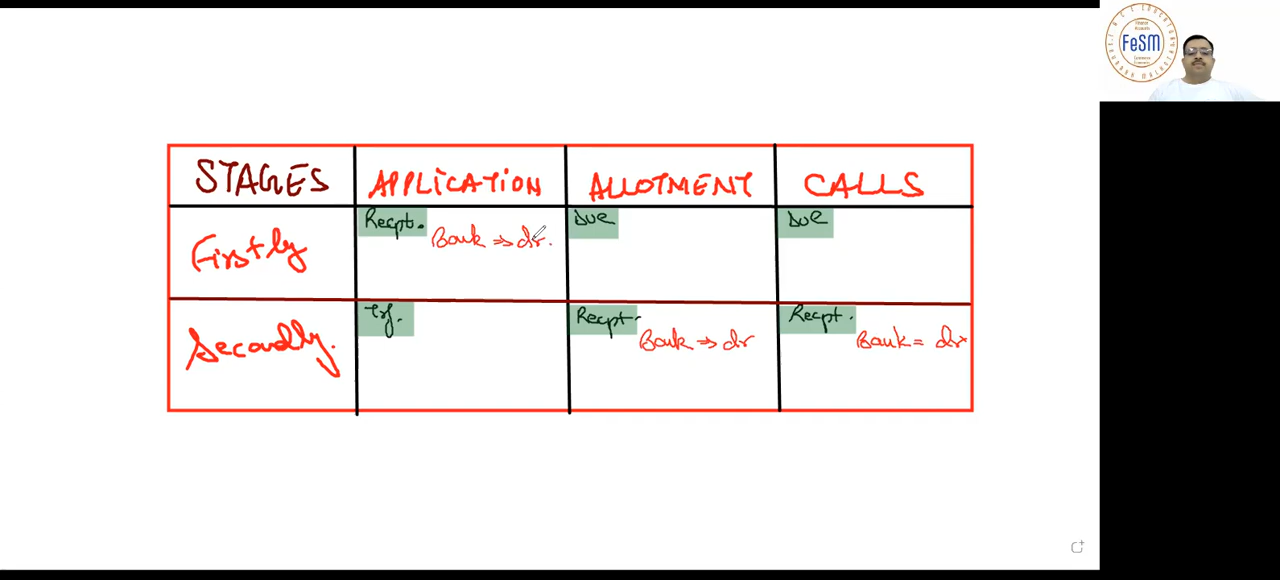 STAGES APPLICATION ALLOTMENT CALLS
Firstly Recpt. Bank ⇒ dr. Due Due
Secondly. Trf. Recpt. Bank ⇒ dr Recpt. Bank = dr
FeSM